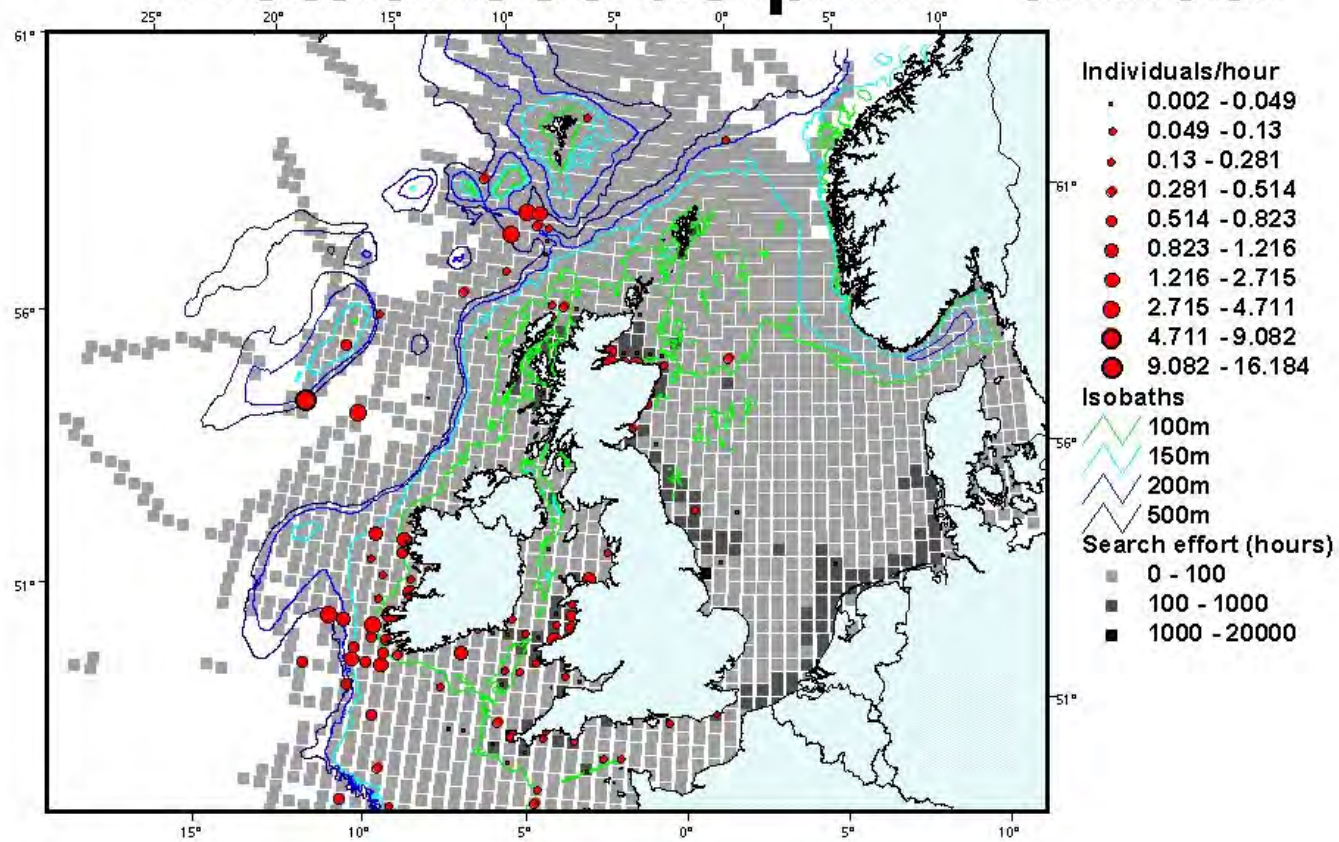 25° 20° 15° 10° 5° 0° 5° 10°
61°
Individuals/hour
0.002 - 0.049
0.049 - 0.13
0.13 - 0.281
61°
0.281 - 0.514
0.514 - 0.823
0.823 - 1.216
1.216 - 2.715
56°
2.715 - 4.711
4.711 - 9.082
9.082 - 16.184
Isobaths
100m
56°
150m
200m
500m
Search effort (hours)
51°
0 - 100
100 - 1000
1000 - 20000
51°
15° 10° 5° 0° 5° 10°